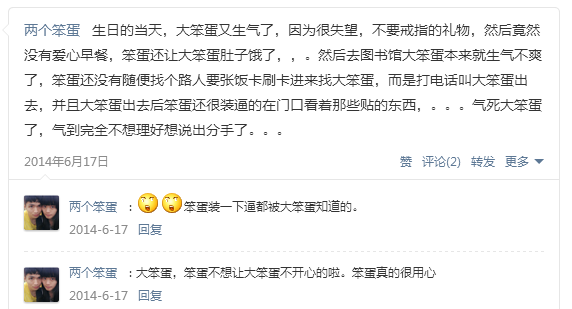 两个笨蛋 生日的当天，大笨蛋又生气了，因为很失望，不要戒指的礼物，然后竟然
没有爱心早餐，笨蛋还让大笨蛋肚子饿了，，。然后去图书馆大笨蛋本来就生气不爽
了，笨蛋还没有随便找个路人要张饭卡刷卡进来找大笨蛋，而是打电话叫大笨蛋出
去，并且大笨蛋出去后笨蛋还很装逼的在门口看着那些贴的东西，。。。气死大笨蛋
了，气到完全不想理好想说出分手了。。。
2014年6月17日 赞 评论(2) 转发 更多
两个笨蛋 ：笨蛋装一下逼都被大笨蛋知道的。
2014-6-17 回复
两个笨蛋 ：大笨蛋，笨蛋不想让大笨蛋不开心的啦。笨蛋真的很用心
2014-6-17 回复